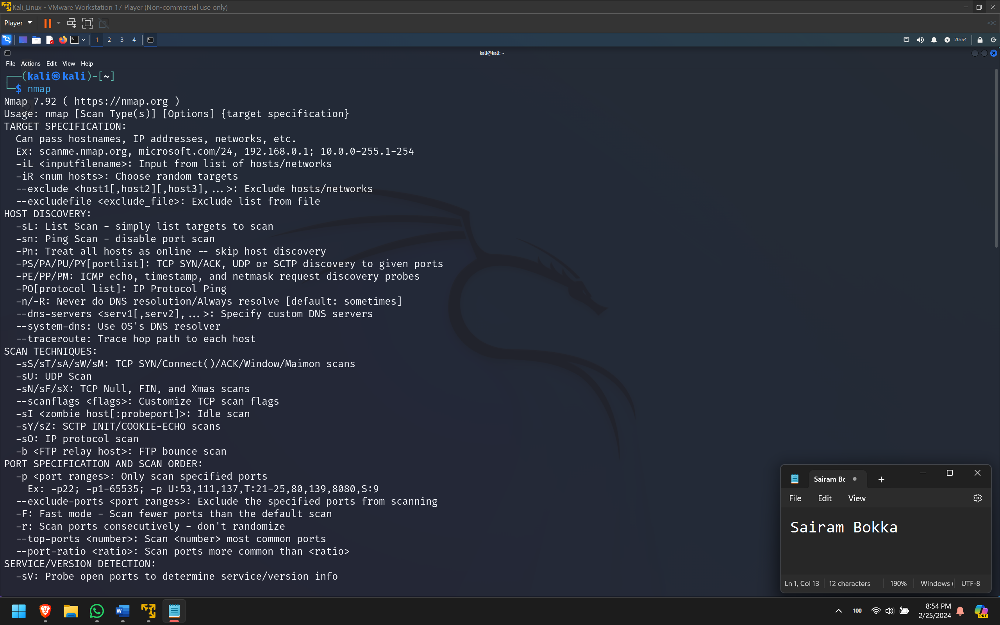 Kali_Linux - VMware Workstation 17 Player (Non-commercial use only)
Player
1 2 3 4
20:54
kali@kali: ~
File Actions Edit View Help
┌──(kali㉿kali)-[~]
└─$ nmap
Nmap 7.92 ( https://nmap.org )
Usage: nmap [Scan Type(s)] [Options] {target specification}
TARGET SPECIFICATION:
  Can pass hostnames, IP addresses, networks, etc.
  Ex: scanme.nmap.org, microsoft.com/24, 192.168.0.1; 10.0.0-255.1-254
  -iL <inputfilename>: Input from list of hosts/networks
  -iR <num hosts>: Choose random targets
  --exclude <host1[,host2][,host3],...>: Exclude hosts/networks
  --excludefile <exclude_file>: Exclude list from file
HOST DISCOVERY:
  -sL: List Scan - simply list targets to scan
  -sn: Ping Scan - disable port scan
  -Pn: Treat all hosts as online -- skip host discovery
  -PS/PA/PU/PY[portlist]: TCP SYN/ACK, UDP or SCTP discovery to given ports
  -PE/PP/PM: ICMP echo, timestamp, and netmask request discovery probes
  -PO[protocol list]: IP Protocol Ping
  -n/-R: Never do DNS resolution/Always resolve [default: sometimes]
  --dns-servers <serv1[,serv2],...>: Specify custom DNS servers
  --system-dns: Use OS's DNS resolver
  --traceroute: Trace hop path to each host
SCAN TECHNIQUES:
  -sS/sT/sA/sW/sM: TCP SYN/Connect()/ACK/Window/Maimon scans
  -sU: UDP Scan
  -sN/sF/sX: TCP Null, FIN, and Xmas scans
  --scanflags <flags>: Customize TCP scan flags
  -sI <zombie host[:probeport]>: Idle scan
  -sY/sZ: SCTP INIT/COOKIE-ECHO scans
  -sO: IP protocol scan
  -b <FTP relay host>: FTP bounce scan
PORT SPECIFICATION AND SCAN ORDER:
  -p <port ranges>: Only scan specified ports
    Ex: -p22; -p1-65535; -p U:53,111,137,T:21-25,80,139,8080,S:9
  --exclude-ports <port ranges>: Exclude the specified ports from scanning
  -F: Fast mode - Scan fewer ports than the default scan
  -r: Scan ports consecutively - don't randomize
  --top-ports <number>: Scan <number> most common ports
  --port-ratio <ratio>: Scan ports more common than <ratio>
SERVICE/VERSION DETECTION:
  -sV: Probe open ports to determine service/version info
Sairam Bc
File Edit View
Sairam Bokka
Ln 1, Col 13 12 characters 190% Windows ( UTF-8
100
8:54 PM
2/25/2024
PRE